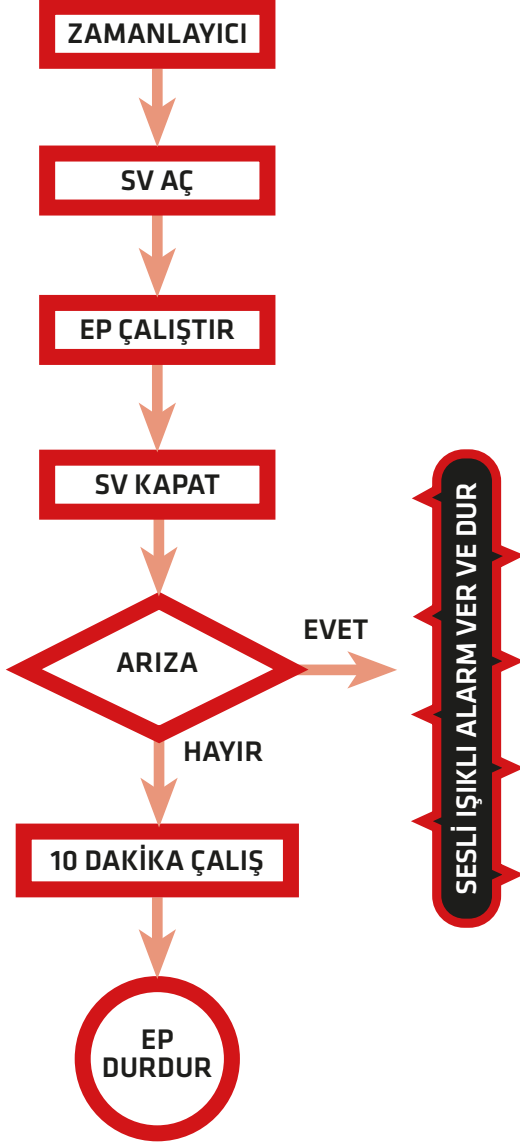 ZAMANLAYICI
SV AÇ
EP ÇALIŞTIR
SV KAPAT
ARIZA
EVET
SESLİ IŞIKLI ALARM VER VE DUR
HAYIR
10 DAKİKA ÇALIŞ
EP
DURDUR